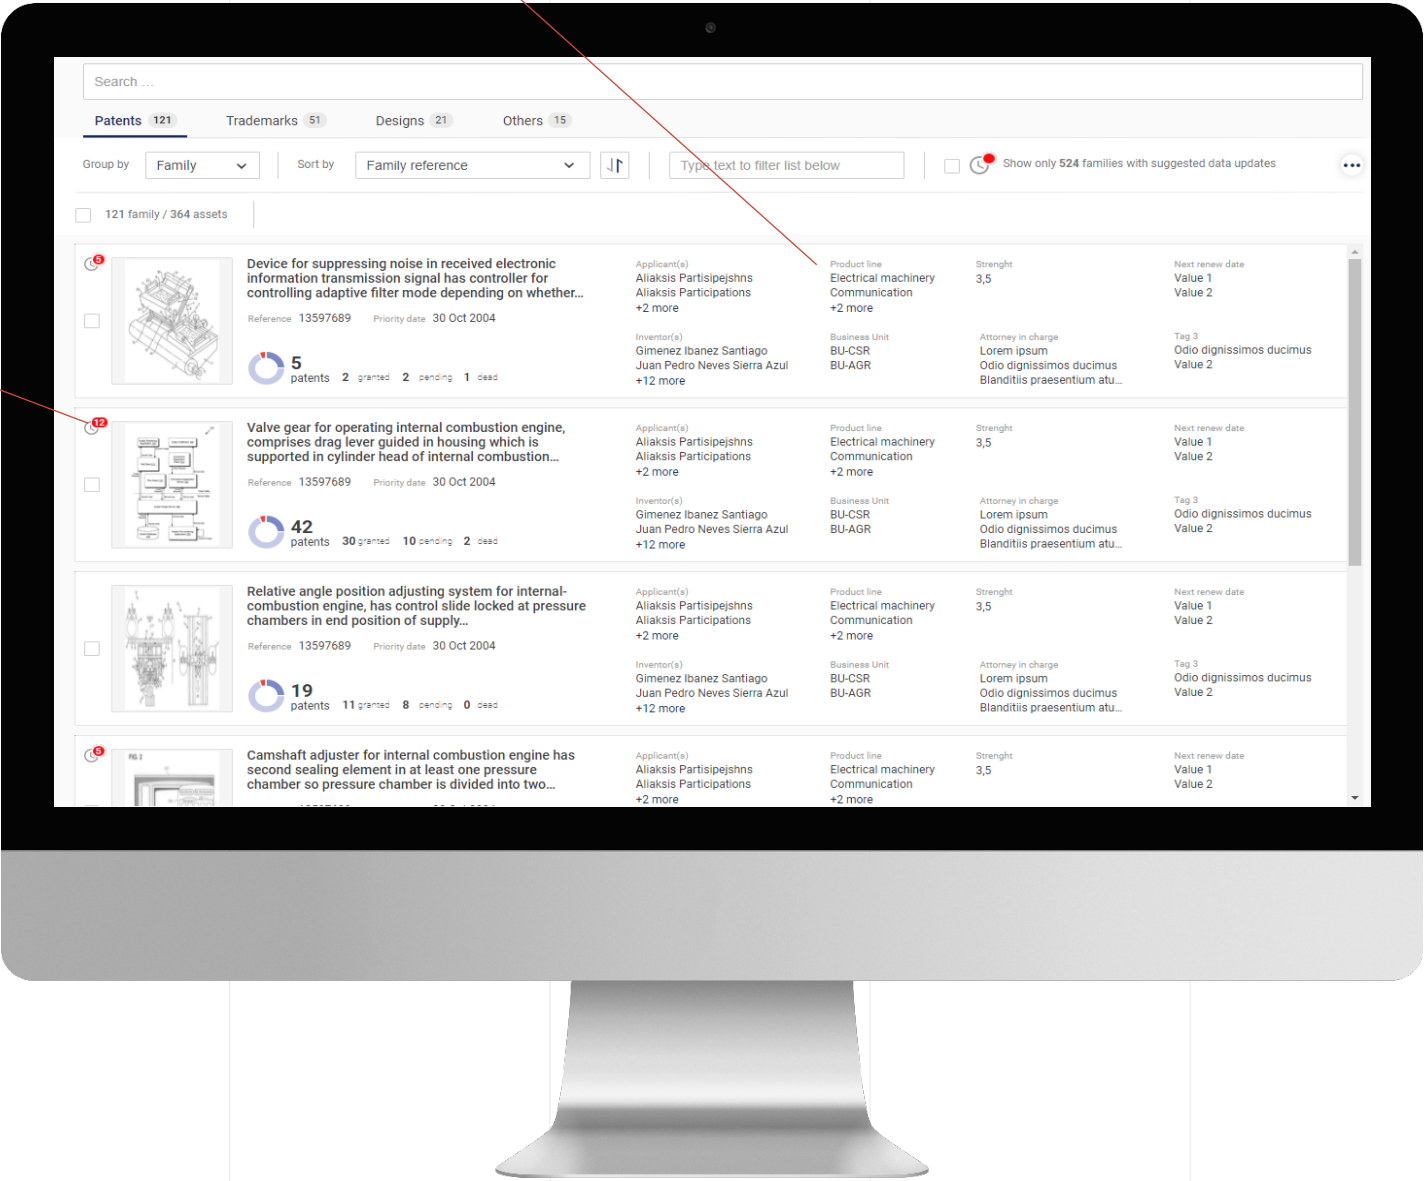 Search ...
Patents 121 Trademarks 51 Designs 21 Others 15
Group by Family Sort by Family reference Type text to filter list below Show only 524 families with suggested data updates
121 family / 364 assets
5
Device for suppressing noise in received electronic
information transmission signal has controller for
controlling adaptive filter mode depending on whether...
Reference 13597689 Priority date 30 Oct 2004
5
patents 2 granted 2 pending 1 dead
Applicant(s)
Aliaksis Partisipejshns
Aliaksis Participations
+2 more
Product line
Electrical machinery
Communication
+2 more
Strenght
3,5
Next renew date
Value 1
Value 2
Inventor(s)
Gimenez Ibanez Santiago
Juan Pedro Neves Sierra Azul
+12 more
Business Unit
BU-CSR
BU-AGR
Attorney in charge
Lorem ipsum
Odio dignissimos ducimus
Blanditiis praesentium atu...
Tag 3
Odio dignissimos ducimus
Value 2
12
Valve gear for operating internal combustion engine,
comprises drag lever guided in housing which is
supported in cylinder head of internal combustion...
Reference 13597689 Priority date 30 Oct 2004
42
patents 30 granted 10 pending 2 dead
Applicant(s)
Aliaksis Partisipejshns
Aliaksis Participations
+2 more
Product line
Electrical machinery
Communication
+2 more
Strenght
3,5
Next renew date
Value 1
Value 2
Inventor(s)
Gimenez Ibanez Santiago
Juan Pedro Neves Sierra Azul
+12 more
Business Unit
BU-CSR
BU-AGR
Attorney in charge
Lorem ipsum
Odio dignissimos ducimus
Blanditiis praesentium atu...
Tag 3
Odio dignissimos ducimus
Value 2
Relative angle position adjusting system for internal-
combustion engine, has control slide locked at pressure
chambers in end position of supply...
Reference 13597689 Priority date 30 Oct 2004
19
patents 11 granted 8 pending 0 dead
Applicant(s)
Aliaksis Partisipejshns
Aliaksis Participations
+2 more
Product line
Electrical machinery
Communication
+2 more
Strenght
3,5
Next renew date
Value 1
Value 2
Inventor(s)
Gimenez Ibanez Santiago
Juan Pedro Neves Sierra Azul
+12 more
Business Unit
BU-CSR
BU-AGR
Attorney in charge
Lorem ipsum
Odio dignissimos ducimus
Blanditiis praesentium atu...
Tag 3
Odio dignissimos ducimus
Value 2
5
FIG. 2
Camshaft adjuster for internal combustion engine has
second sealing element in at least one pressure
chamber so pressure chamber is divided into two...
Applicant(s)
Aliaksis Partisipejshns
Aliaksis Participations
+2 more
Product line
Electrical machinery
Communication
+2 more
Strenght
3,5
Next renew date
Value 1
Value 2